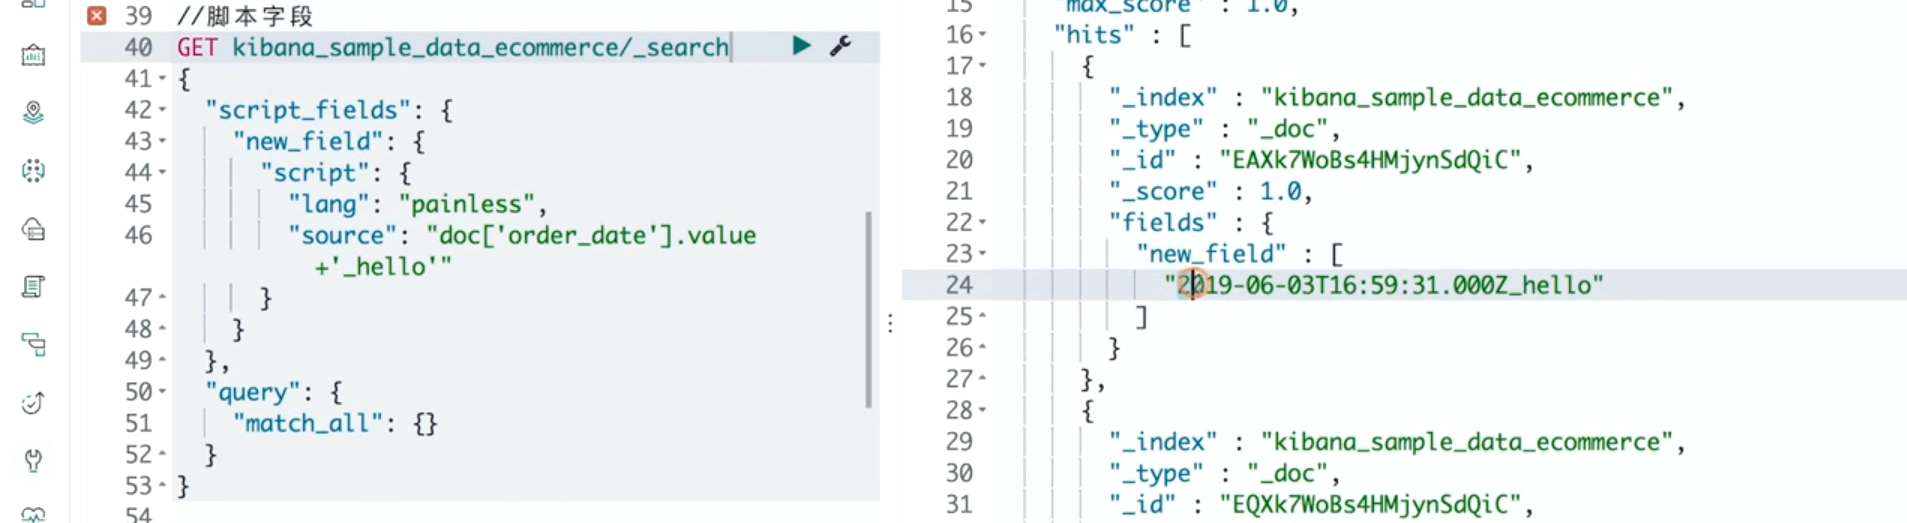 39 //脚本字段
40 GET kibana_sample_data_ecommerce/_search
41 {
42 "script_fields": {
43 "new_field": {
44 "script": {
45 "lang": "painless",
46 "source": "doc['order_date'].value
+'_hello'"
47 }
48 }
49 },
50 "query": {
51 "match_all": {}
52 }
53 }
54
15 "max_score" : 1.0,
16 "hits" : [
17 {
18 "_index" : "kibana_sample_data_ecommerce",
19 "_type" : "_doc",
20 "_id" : "EAXk7WoBs4HMjynSdQiC",
21 "_score" : 1.0,
22 "fields" : {
23 "new_field" : [
24 "2019-06-03T16:59:31.000Z_hello"
25 ]
26 }
27 },
28 {
29 "_index" : "kibana_sample_data_ecommerce",
30 "_type" : "_doc",
31 "_id" : "EQXk7WoBs4HMjynSdQiC",